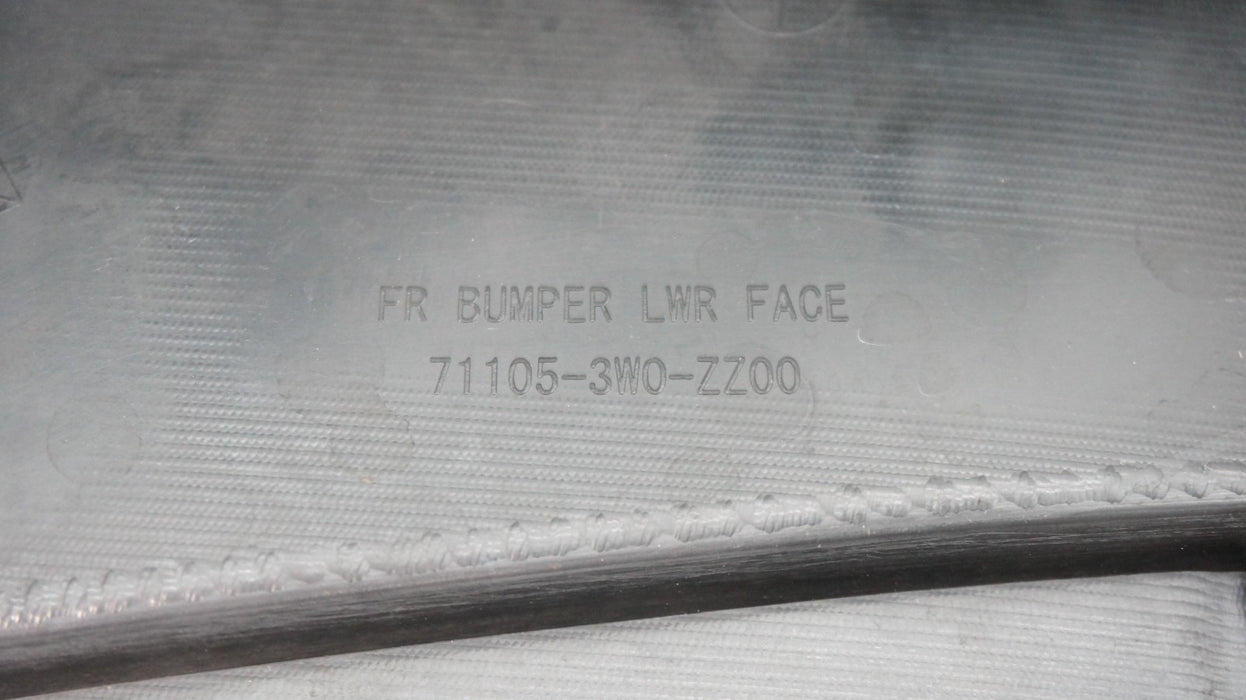 FR BUMPER LWR FACE
71105-3W0-ZZ00